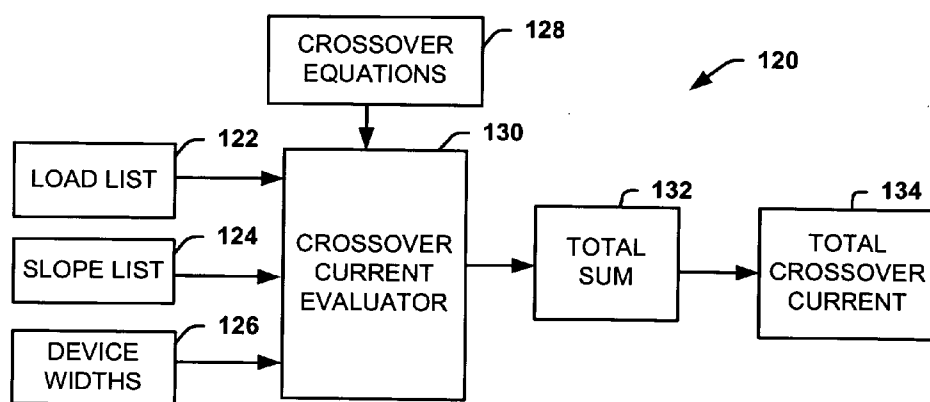 CROSSOVER
EQUATIONS
128
120
130
122
LOAD LIST
124
SLOPE LIST
126
DEVICE
WIDTHS
CROSSOVER
CURRENT
EVALUATOR
132
TOTAL
SUM
134
TOTAL
CROSSOVER
CURRENT